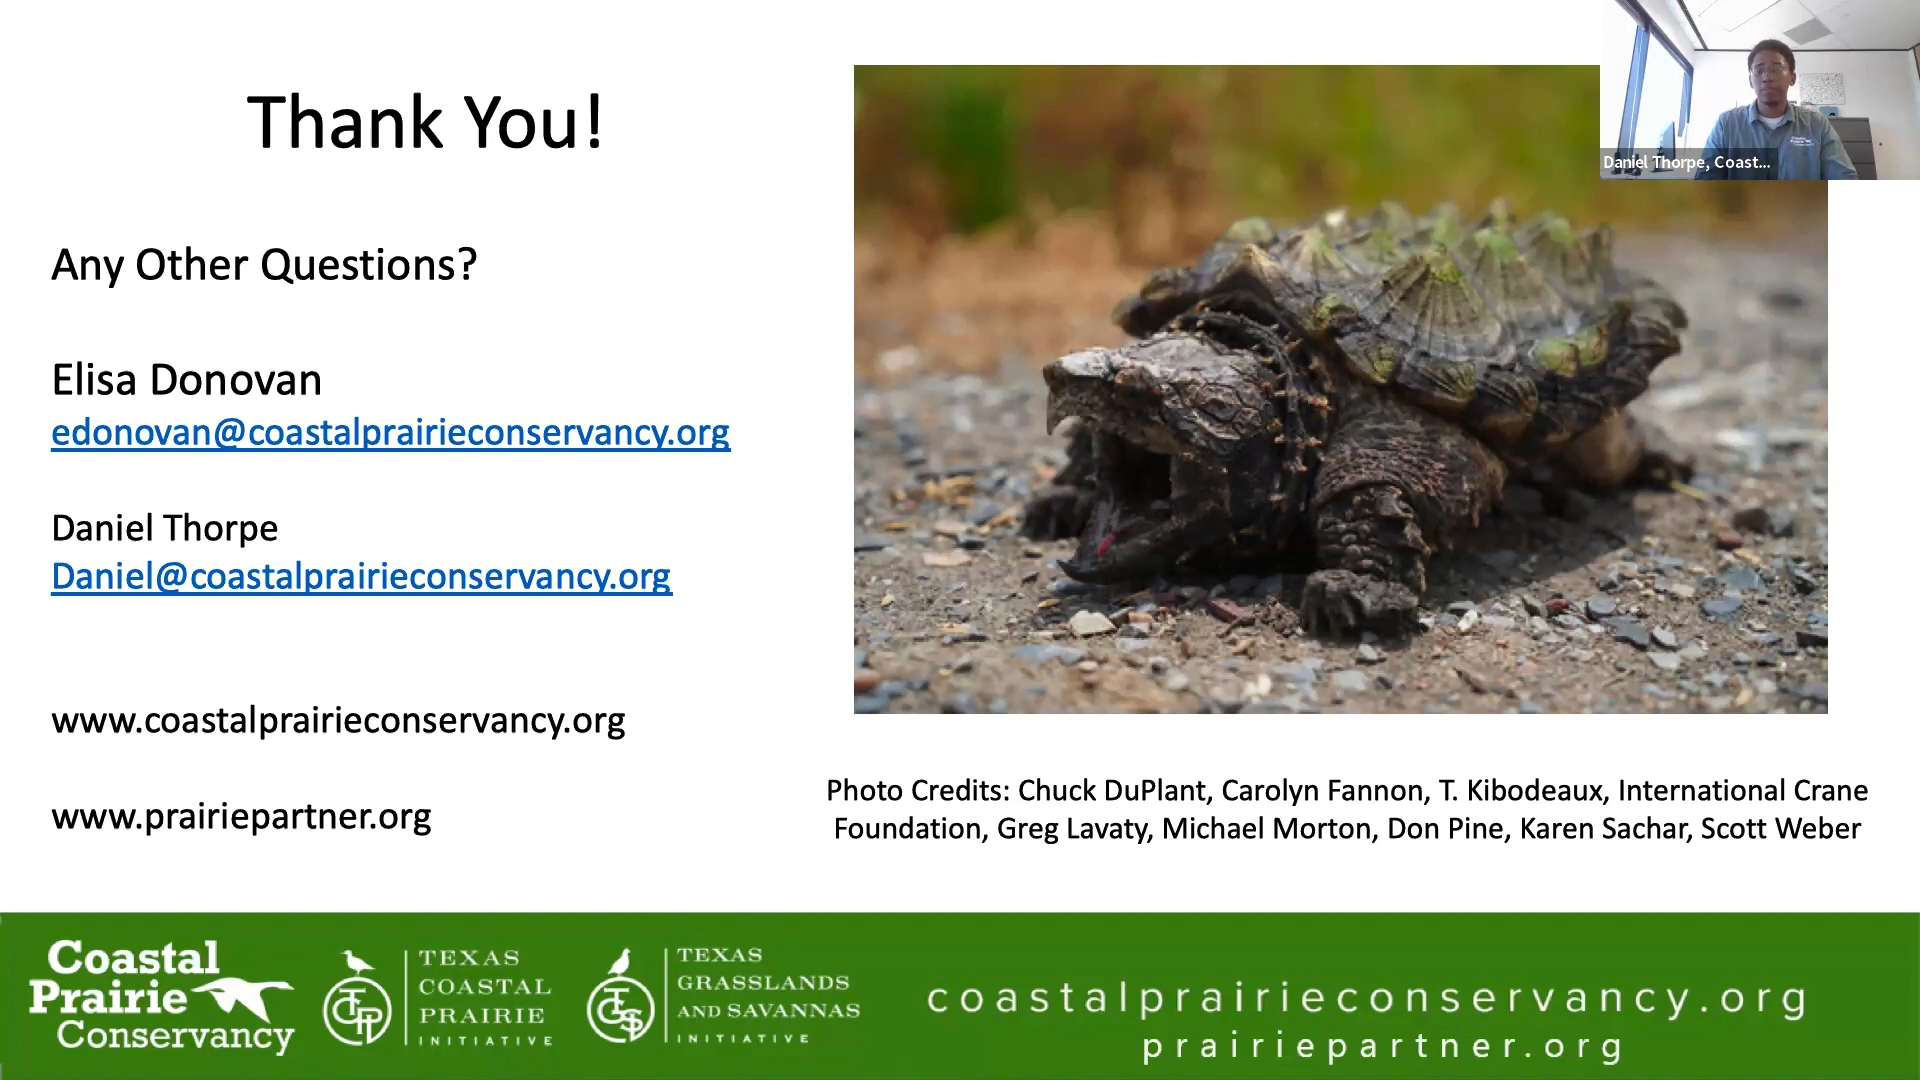 Thank You!
Any Other Questions?
Elisa Donovan
edonovan@coastalprairieconservancy.org
Daniel Thorpe
Daniel@coastalprairieconservancy.org
www.coastalprairieconservancy.org
www.prairiepartner.org
Daniel Thorpe, Coast...
Photo Credits: Chuck DuPlant, Carolyn Fannon, T. Kibodeaux, International Crane
Foundation, Greg Lavaty, Michael Morton, Don Pine, Karen Sachar, Scott Weber
Coastal
Prairie
Conservancy
TEXAS
COASTAL
PRAIRIE
INITIATIVE
TEXAS
GRASSLANDS
AND SAVANNAS
INITIATIVE
coastalprairieconservancy.org
prairiepartner.org